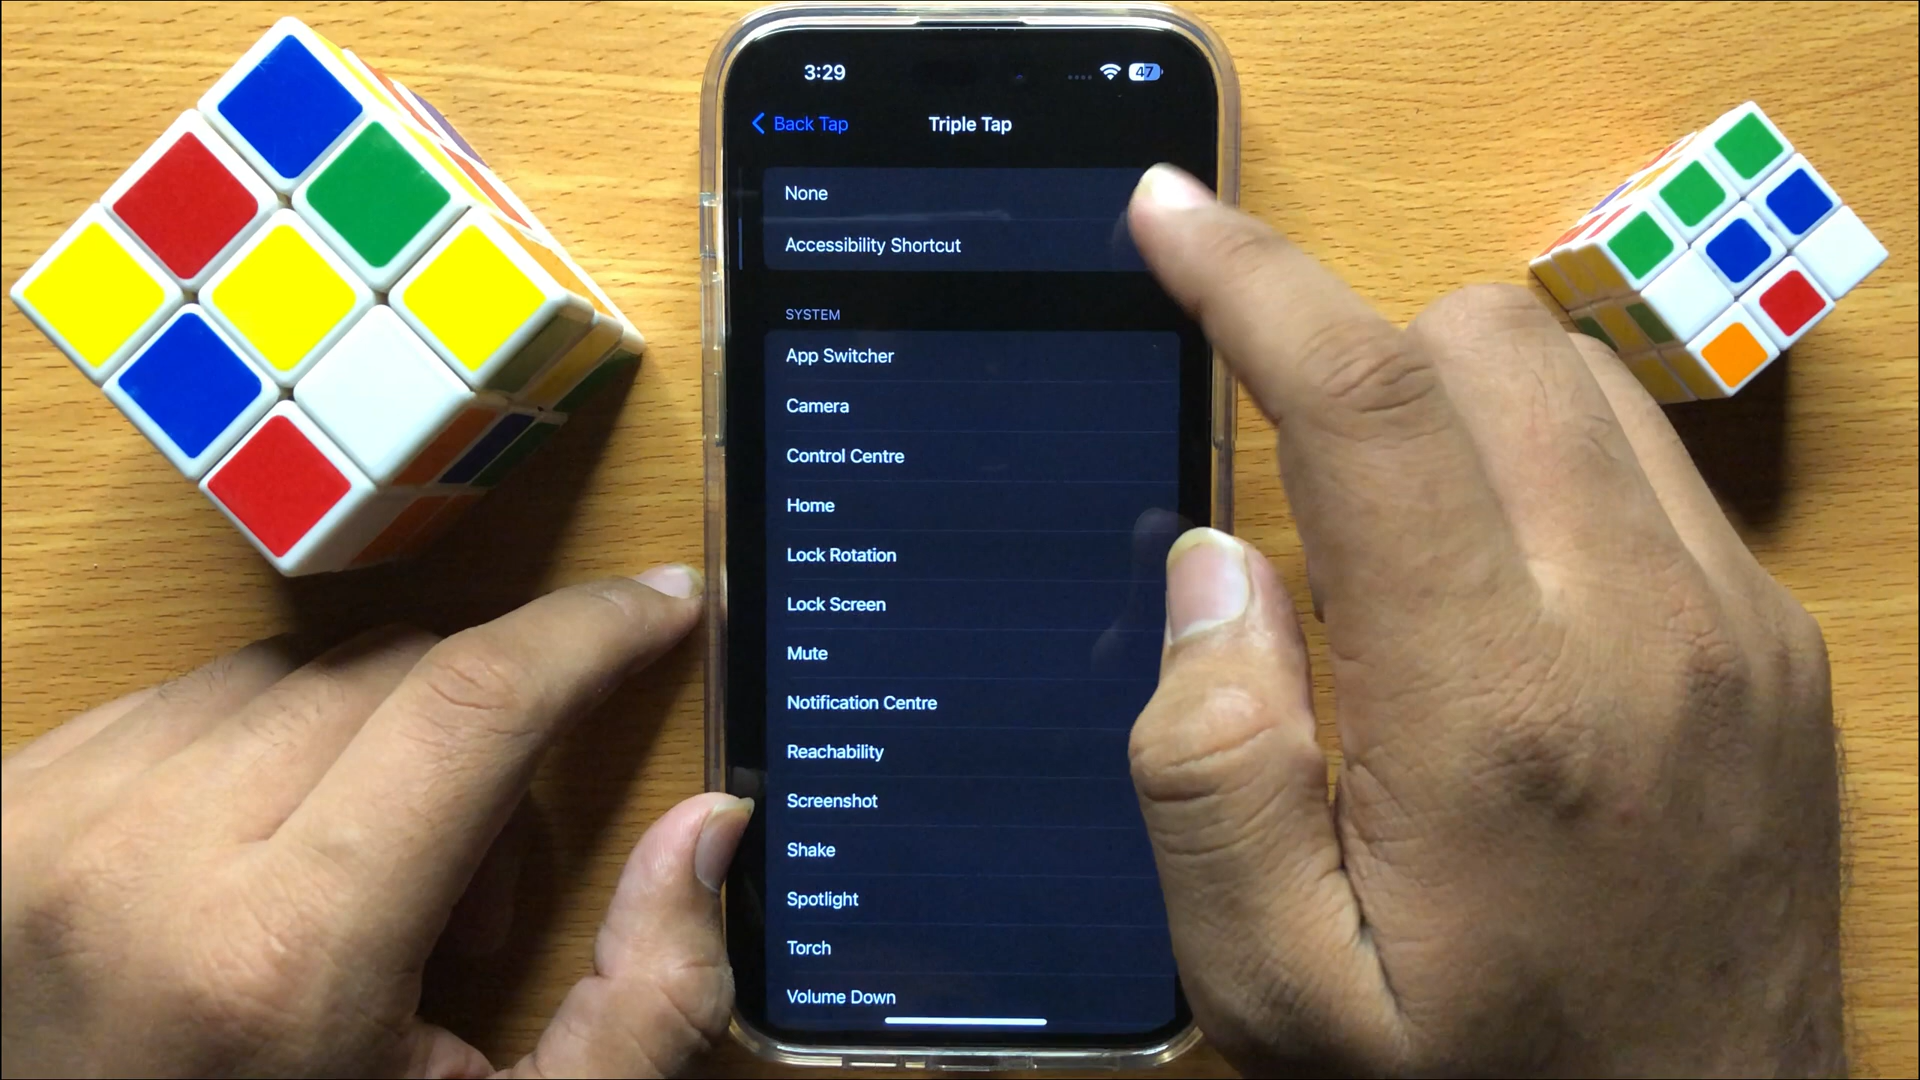 3:29
47
Back Tap
Triple Tap
None
Accessibility Shortcut
SYSTEM
App Switcher
Camera
Control Centre
Home
Lock Rotation
Lock Screen
Mute
Notification Centre
Reachability
Screenshot
Shake
Spotlight
Torch
Volume Down